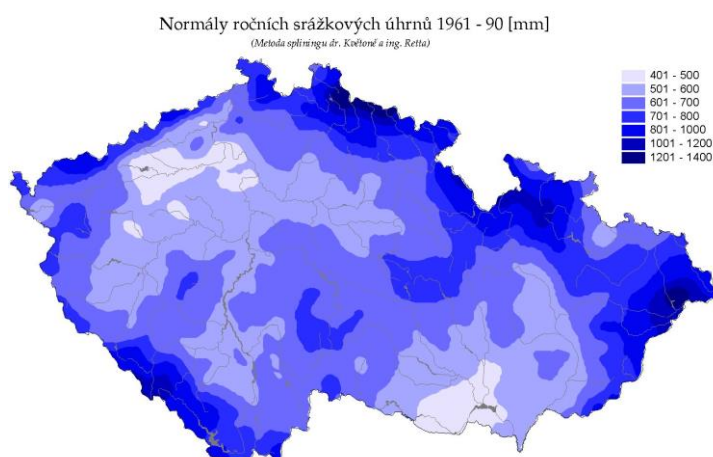 Normály ročních srážkových úhrnů 1961 - 90 [mm]
(Metoda spliningu dr. Květoně a ing. Retta)
401 - 500
501 - 600
601 - 700
701 - 800
801 - 1000
1001 - 1200
1201 - 1400